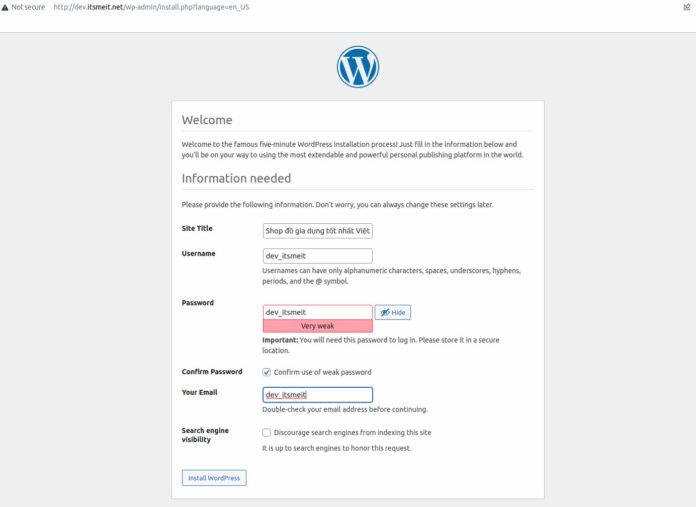 Not secure http://dev.itsmeit.net/wp-admin/install.php?language=en_US
Welcome
Welcome to the famous five-minute WordPress installation process! Just fill in the information below and
you'll be on your way to using the most extendable and powerful personal publishing platform in the world.
Information needed
Please provide the following information. Don't worry, you can always change these settings later.
Site Title
Shop đồ gia dụng tốt nhất Việt
Username
dev_itsmeit
Usernames can have only alphanumeric characters, spaces, underscores, hyphens,
periods, and the @ symbol.
Password
dev_itsmeit
Hide
Very weak
Important: You will need this password to log in. Please store it in a secure
location.
Confirm Password
Confirm use of weak password
Your Email
dev_itsmeit
Double-check your email address before continuing.
Search engine
visibility
Discourage search engines from indexing this site
It is up to search engines to honor this request.
Install WordPress